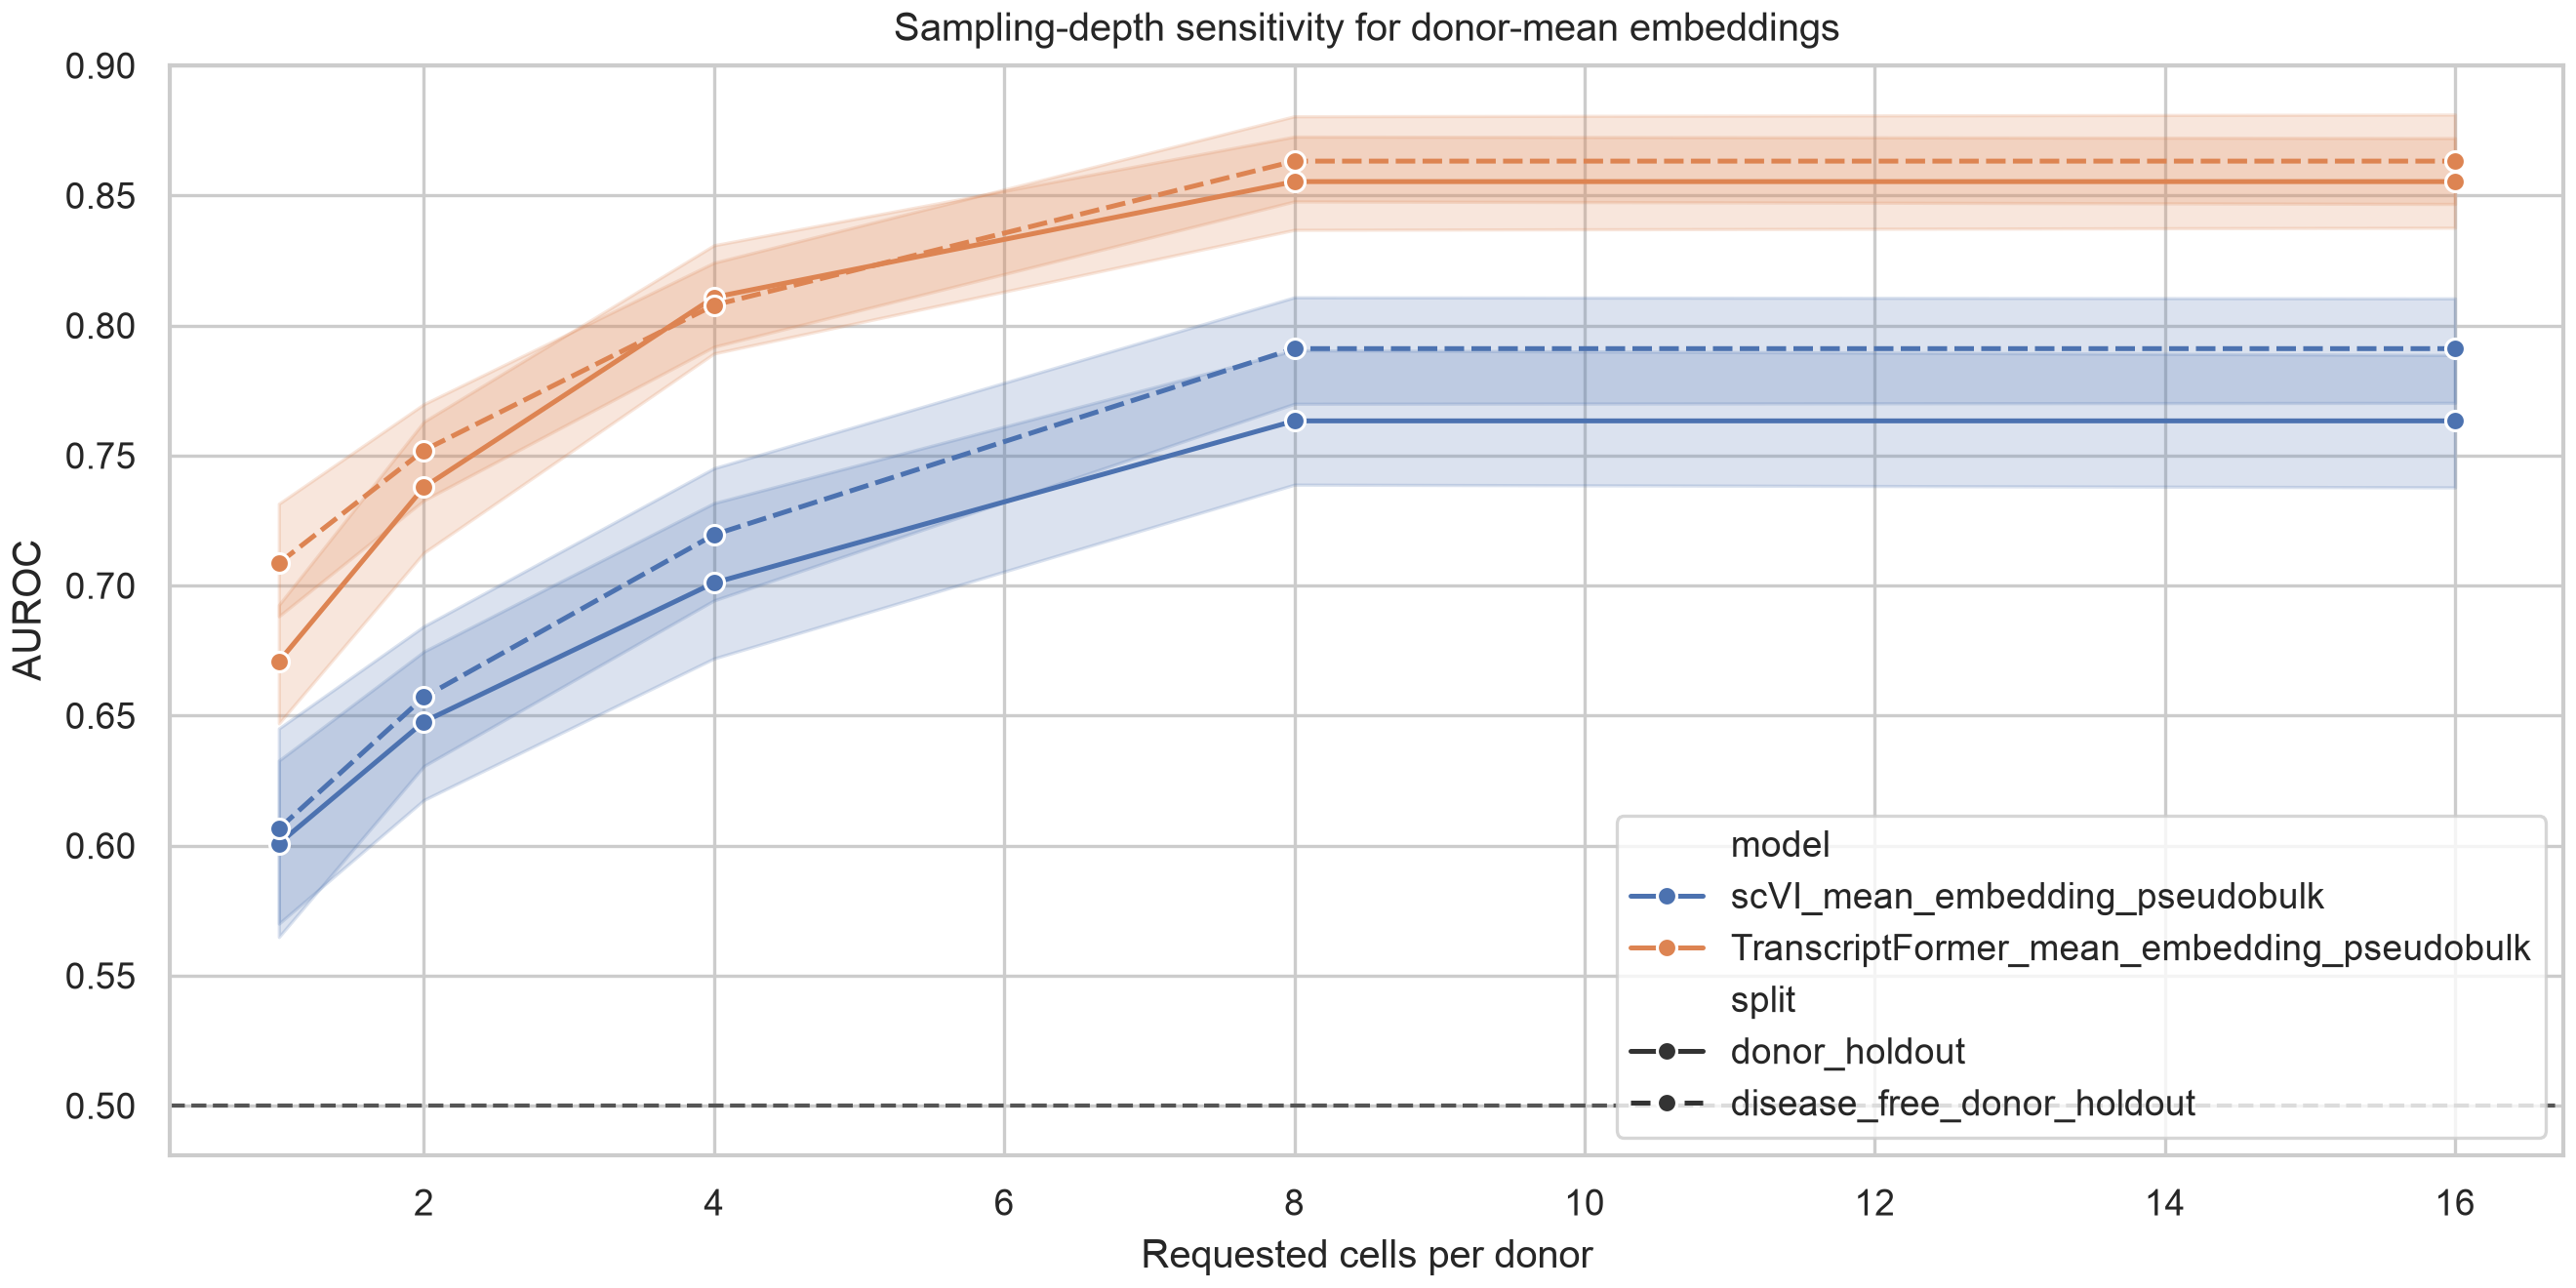 Sampling-depth sensitivity for donor-mean embeddings
0.90
0.85
0.80
0.75
0.70
0.65
0.60
0.55
0.50
AUROC
model
scVI_mean_embedding_pseudobulk
TranscriptFormer_mean_embedding_pseudobulk
split
donor_holdout
disease_free_donor_holdout
2 4 6 8 10 12 14 16
Requested cells per donor